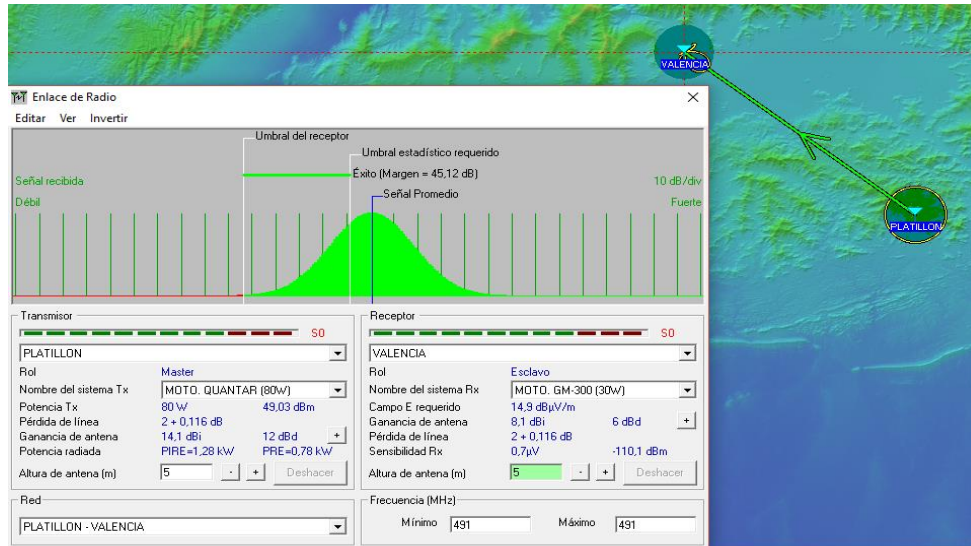 VALENCIA
PLATILLON
Enlace de Radio
Editar Ver Invertir
Umbral del receptor
Umbral estadístico requerido
Éxito (Margen = 45,12 dB)
Señal recibida
10 dB/div
Señal Promedio
Débil
Fuerte
Transmisor
S0
PLATILLON
Rol Master
Nombre del sistema Tx MOTO. QUANTAR (80W)
Potencia Tx 80 W 49,03 dBm
Pérdida de línea 2 + 0,116 dB
Ganancia de antena 14,1 dBi 12 dBd +
Potencia radiada PIRE=1,28 kW PRE=0,78 kW
Altura de antena (m) 5 - + Deshacer
Receptor
S0
VALENCIA
Rol Esclavo
Nombre del sistema Rx MOTO. GM-300 (30W)
Campo E requerido 14,9 dBµV/m
Ganancia de antena 8,1 dBi 6 dBd +
Pérdida de línea 2 + 0,116 dB
Sensibilidad Rx 0,7µV -110,1 dBm
Altura de antena (m) 5 - + Deshacer
Red
PLATILLON - VALENCIA
Frecuencia (MHz)
Mínimo 491 Máximo 491